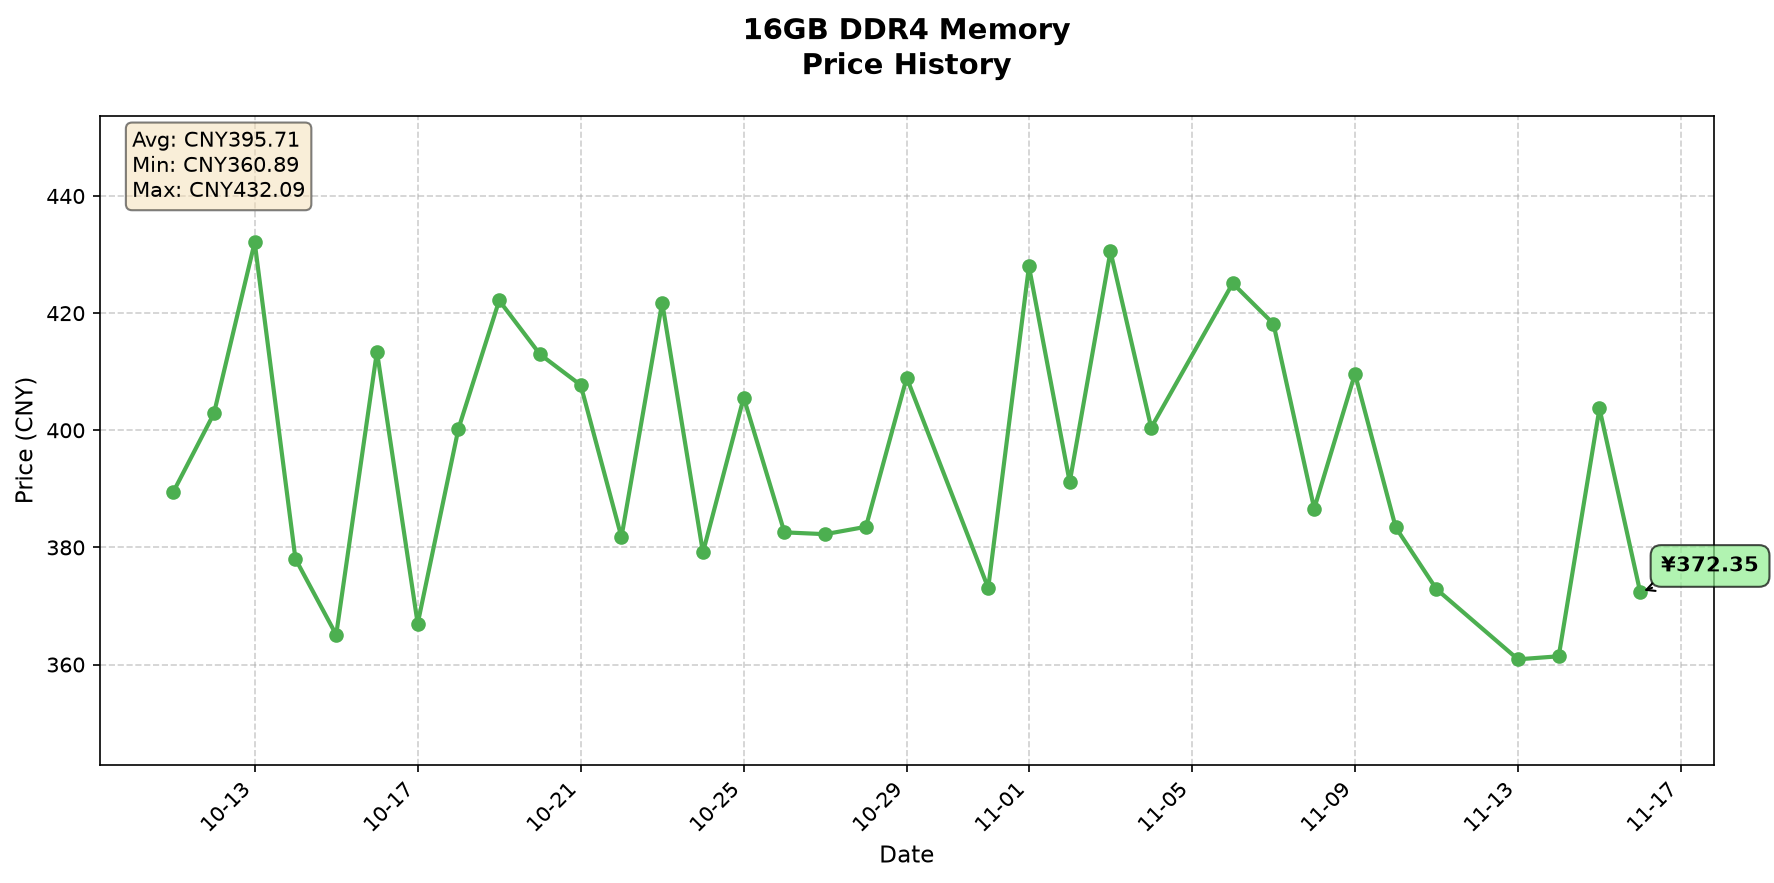 16GB DDR4 Memory
Price History
Avg: CNY395.71
Min: CNY360.89
Max: CNY432.09
440
420
400
380
360
Price (CNY)
¥372.35
10-13
10-17
10-21
10-25
10-29
11-01
11-05
11-09
11-13
11-17
Date